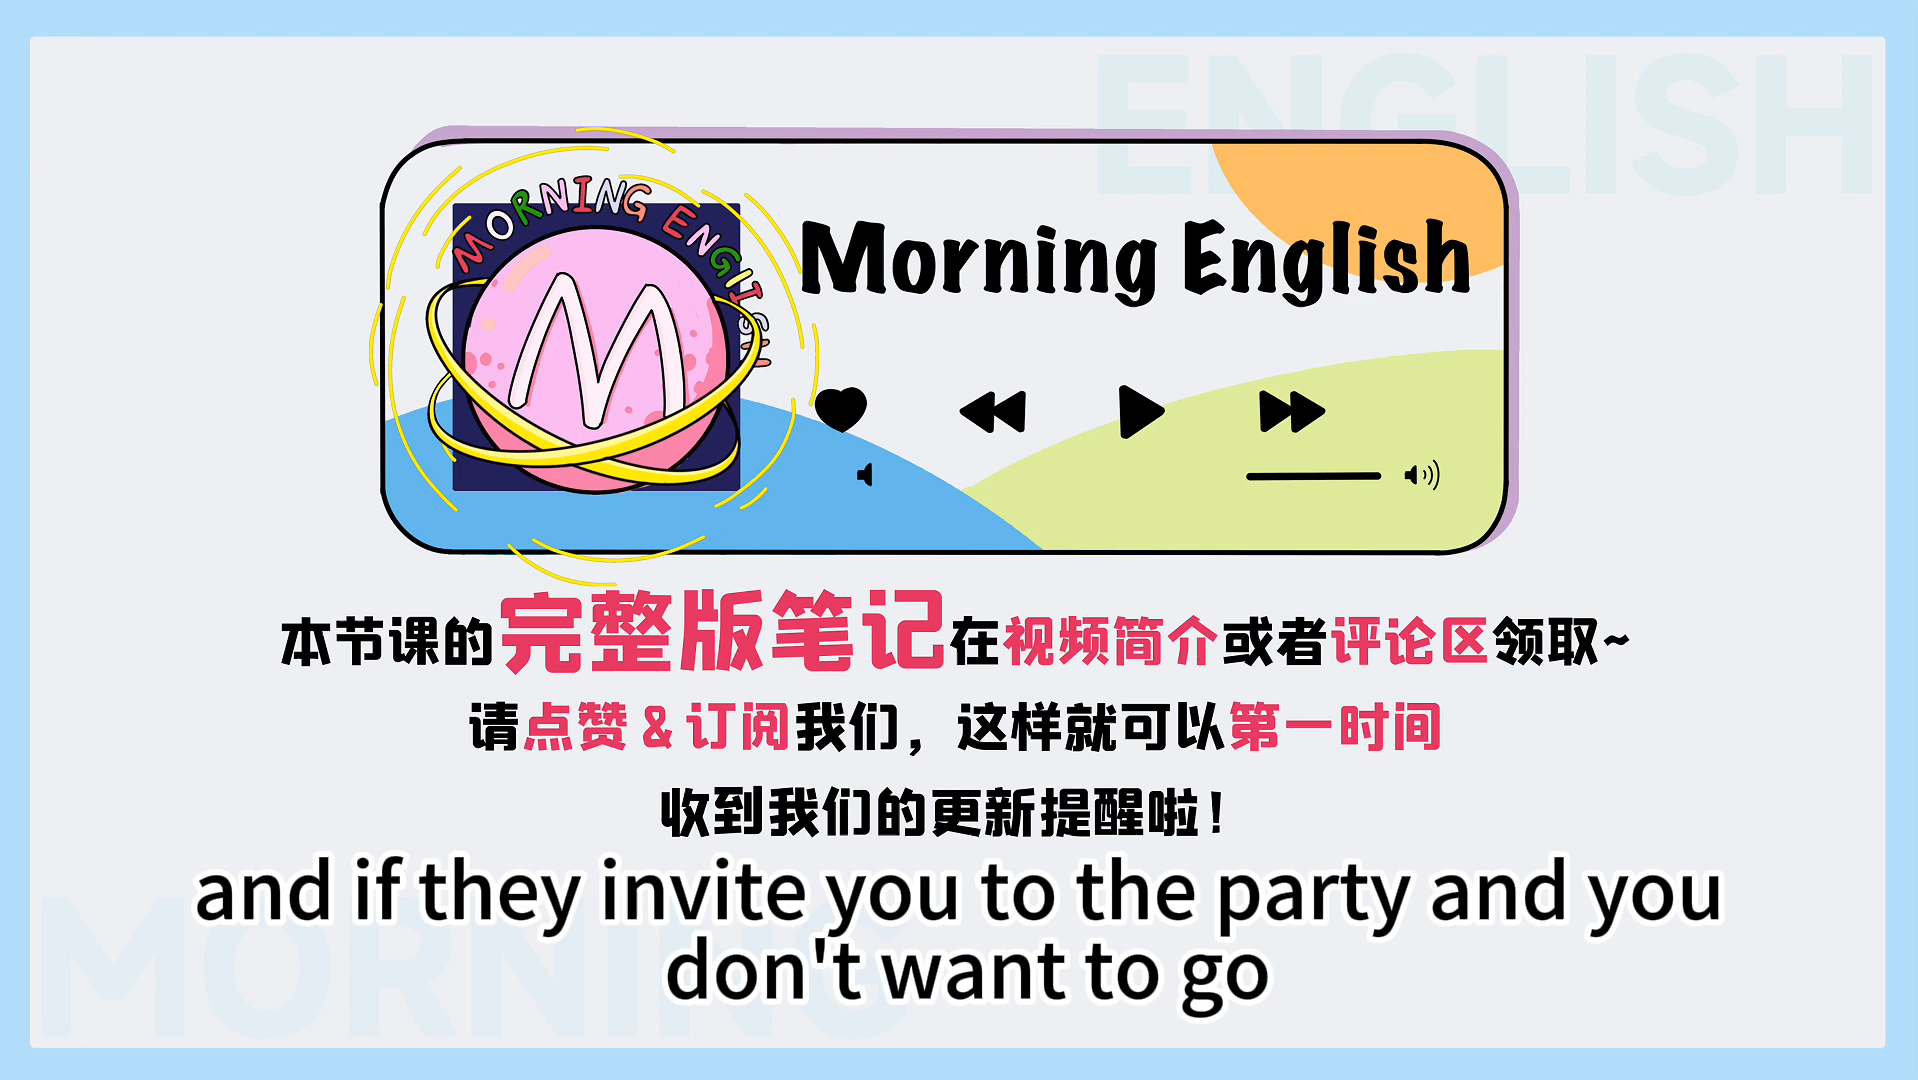 ENGLISH
MORNING ENGLISH
M
Morning English
本节课的完整版笔记在视频简介或者评论区领取~
请点赞&订阅我们，这样就可以第一时间
收到我们的更新提醒啦！
and if they invite you to the party and you
don't want to go
MORNING